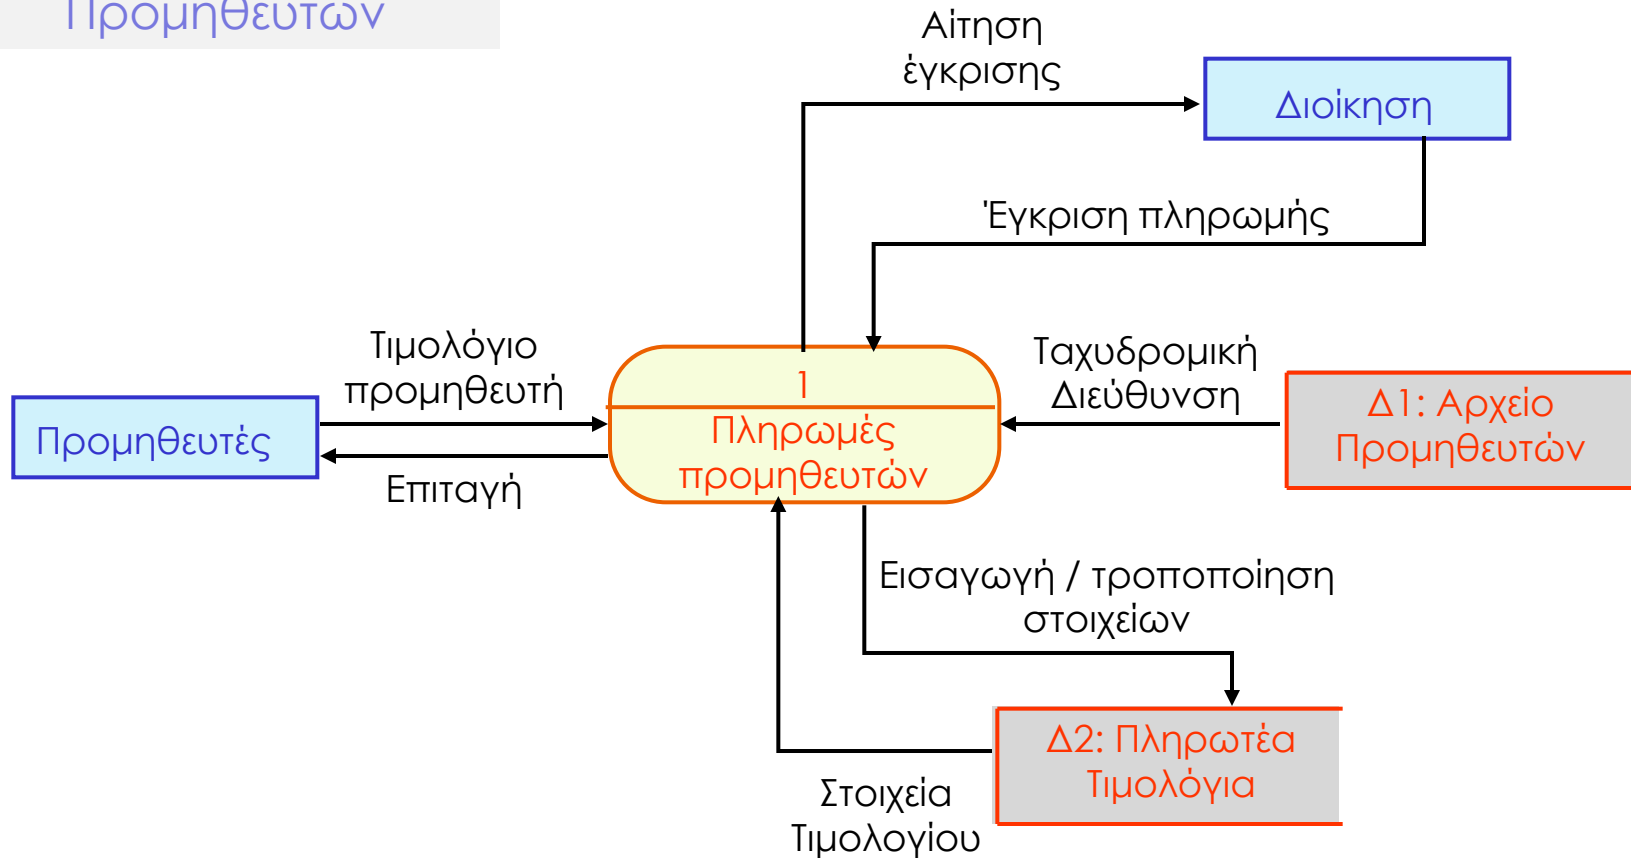 Προμηθευτών
Αίτηση
έγκρισης
Διοίκηση
Έγκριση πληρωμής
Τιμολόγιο
προμηθευτή
Ταχυδρομική
Διεύθυνση
1
Πληρωμές
προμηθευτών
Δ1: Αρχείο
Προμηθευτών
Προμηθευτές
Επιταγή
Εισαγωγή / τροποποίηση
στοιχείων
Δ2: Πληρωτέα
Τιμολόγια
Στοιχεία
Τιμολογίου